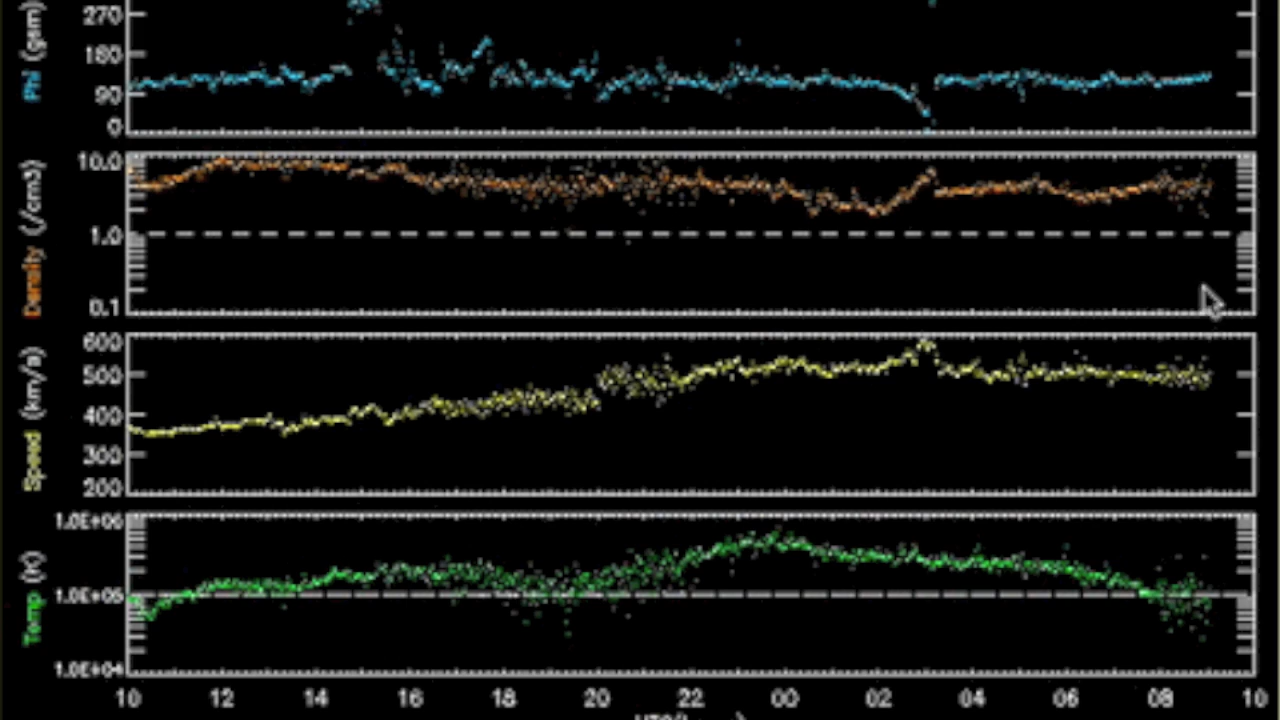 Phi (gsm)
270
180
90
0
Density (/cm3)
10.0
1.0
0.1
Speed (km/s)
600
500
400
300
200
Temp (K)
1.0E+06
1.0E+05
1.0E+04
10 12 14 16 18 20 22 00 02 04 06 08 10